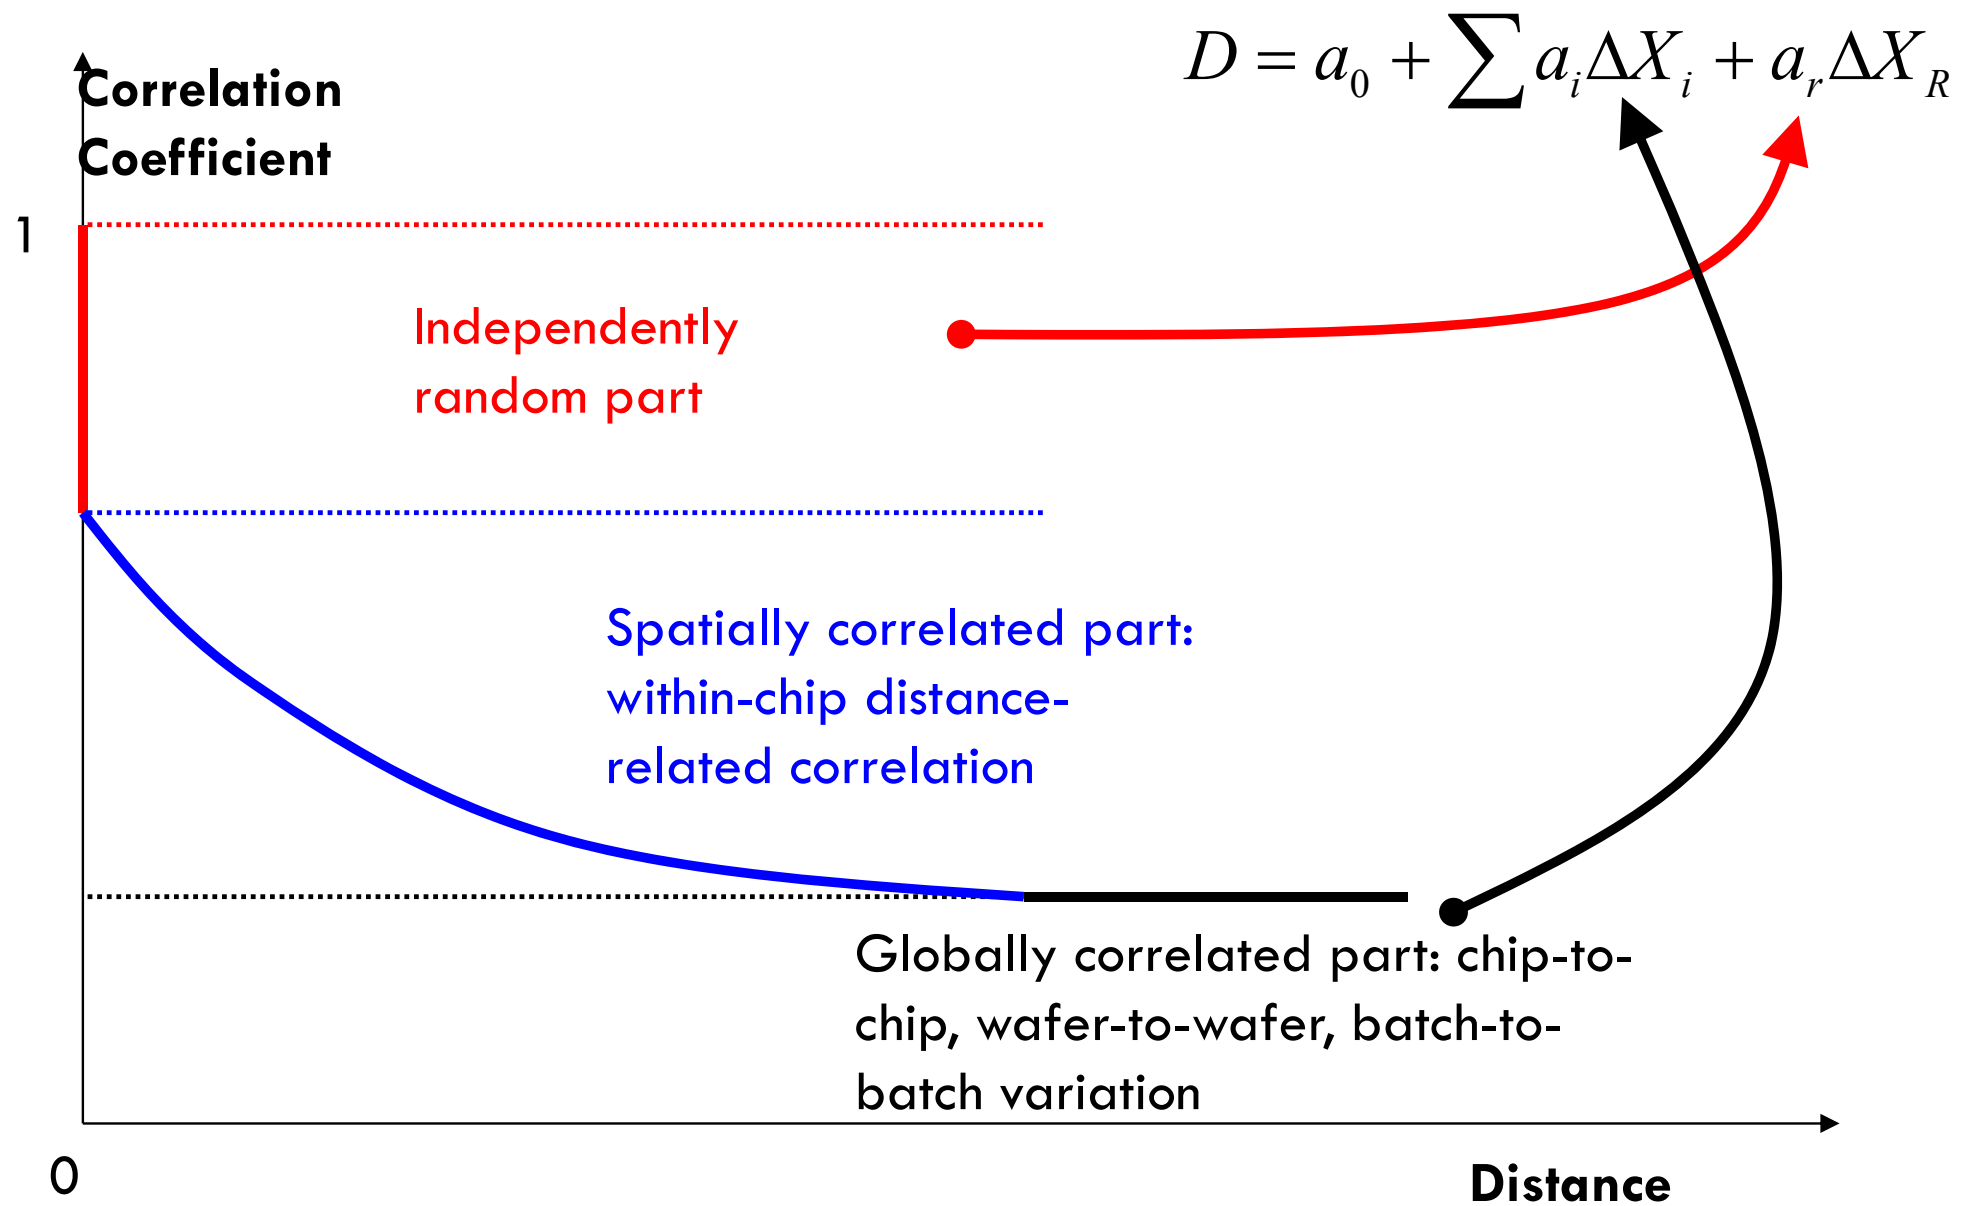 D = a₀ + ∑ aᵢΔXᵢ + aᵣΔX_R
Correlation
Coefficient
1
Independently
random part
Spatially correlated part:
within-chip distance-
related correlation
Globally correlated part: chip-to-
chip, wafer-to-wafer, batch-to-
batch variation
0
Distance